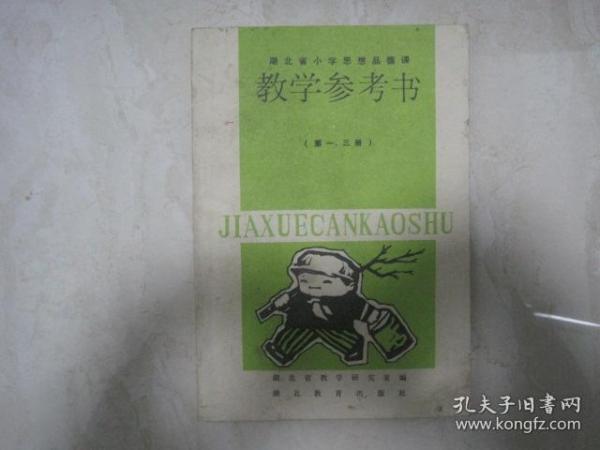 湖北省小学思想品德课
教学参考书
(第一、三册)
JIAXUECANKAOSHU
湖北省教学研究室编
湖北教育出版社
孔夫子旧书网
www.kongfz.com